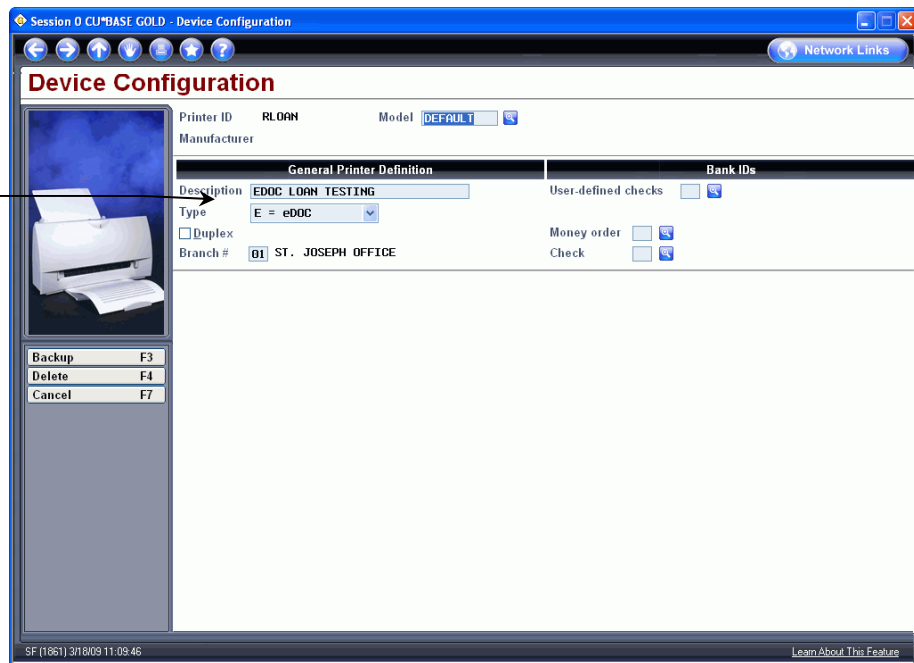 Session 0 CU*BASE GOLD - Device Configuration
Network Links
Device Configuration
Printer ID RLOAN Model DEFAULT
Manufacturer
General Printer Definition Bank IDs
Description EDOC LOAN TESTING User-defined checks
Type E = eDOC
Duplex Money order
Branch # 01 ST. JOSEPH OFFICE Check
Backup F3
Delete F4
Cancel F7
SF (1861) 3/18/09 11:09:46 Learn About This Feature